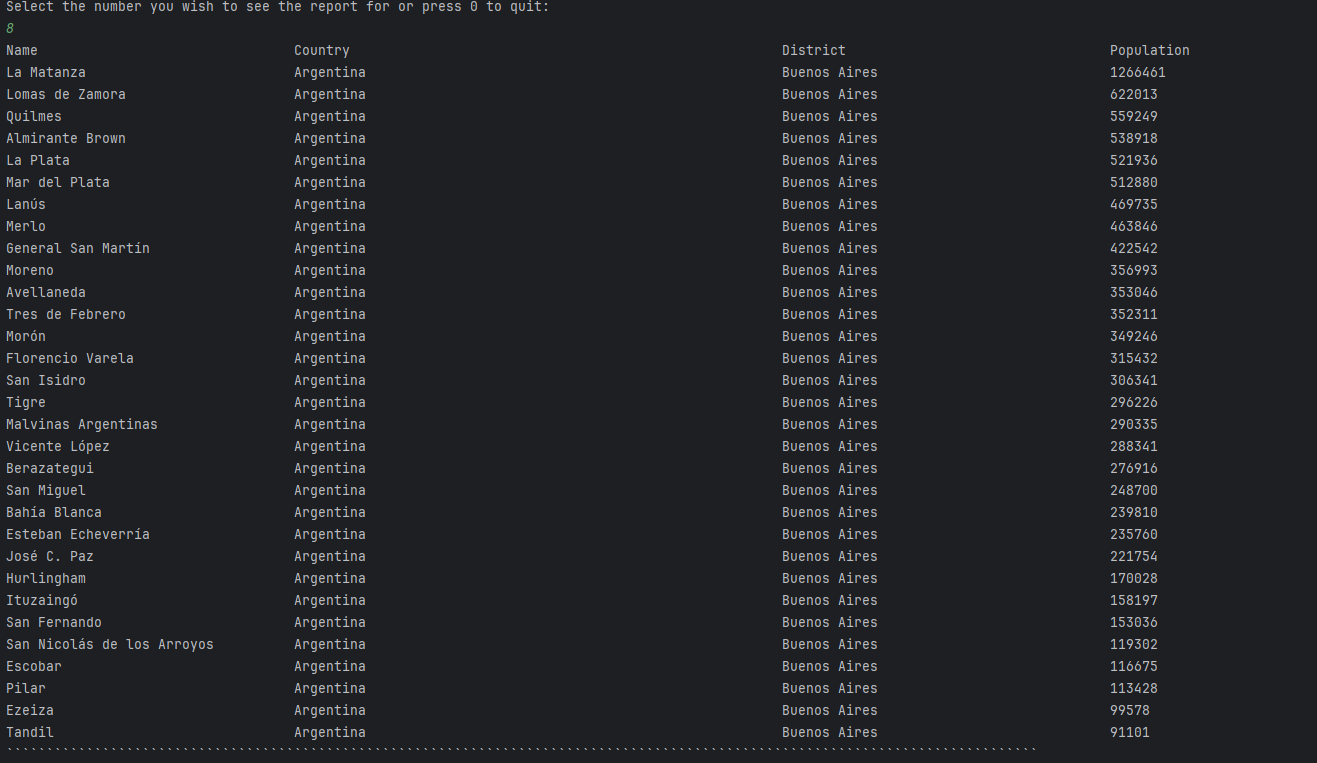 Select the number you wish to see the report for or press 0 to quit:
8
Name Country District Population
La Matanza Argentina Buenos Aires 1266461
Lomas de Zamora Argentina Buenos Aires 622013
Quilmes Argentina Buenos Aires 559249
Almirante Brown Argentina Buenos Aires 538918
La Plata Argentina Buenos Aires 521936
Mar del Plata Argentina Buenos Aires 512880
Lanús Argentina Buenos Aires 469735
Merlo Argentina Buenos Aires 463846
General San Martín Argentina Buenos Aires 422542
Moreno Argentina Buenos Aires 356993
Avellaneda Argentina Buenos Aires 353046
Tres de Febrero Argentina Buenos Aires 352311
Morón Argentina Buenos Aires 349246
Florencio Varela Argentina Buenos Aires 315432
San Isidro Argentina Buenos Aires 306341
Tigre Argentina Buenos Aires 296226
Malvinas Argentinas Argentina Buenos Aires 290335
Vicente López Argentina Buenos Aires 288341
Berazategui Argentina Buenos Aires 276916
San Miguel Argentina Buenos Aires 248700
Bahía Blanca Argentina Buenos Aires 239810
Esteban Echeverría Argentina Buenos Aires 235760
José C. Paz Argentina Buenos Aires 221754
Hurlingham Argentina Buenos Aires 170028
Ituzaingó Argentina Buenos Aires 158197
San Fernando Argentina Buenos Aires 153036
San Nicolás de los Arroyos Argentina Buenos Aires 119302
Escobar Argentina Buenos Aires 116675
Pilar Argentina Buenos Aires 113428
Ezeiza Argentina Buenos Aires 99578
Tandil Argentina Buenos Aires 91101